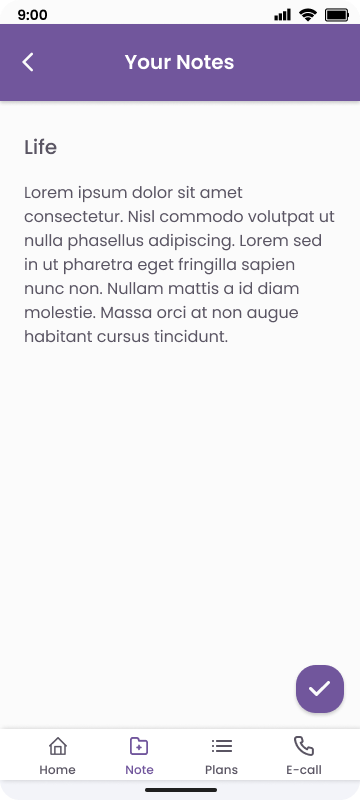 9:00
Your Notes
Life
Lorem ipsum dolor sit amet
consectetur. Nisl commodo volutpat ut
nulla phasellus adipiscing. Lorem sed
in ut pharetra eget fringilla sapien
nunc non. Nullam mattis a id diam
molestie. Massa orci at non augue
habitant cursus tincidunt.
Home Note Plans E-call